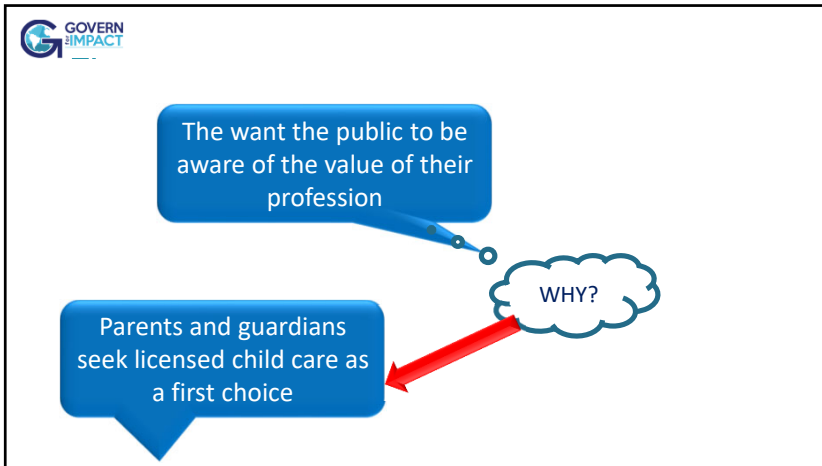 GOVERN
FOR IMPACT
The want the public to be
aware of the value of their
profession
WHY?
Parents and guardians
seek licensed child care as
a first choice